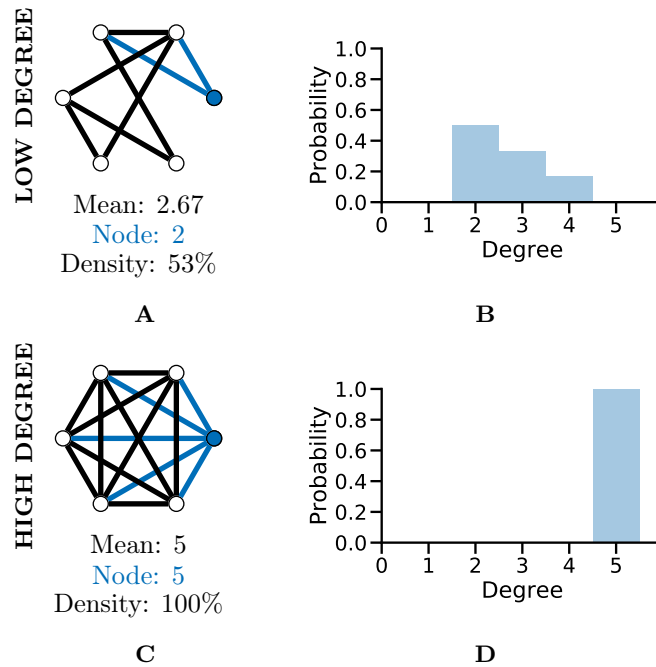 LOW DEGREE
Mean: 2.67
Node: 2
Density: 53%
A
Probability
1.0
0.8
0.6
0.4
0.2
0.0
0 1 2 3 4 5
Degree
B
HIGH DEGREE
Mean: 5
Node: 5
Density: 100%
C
Probability
1.0
0.8
0.6
0.4
0.2
0.0
0 1 2 3 4 5
Degree
D